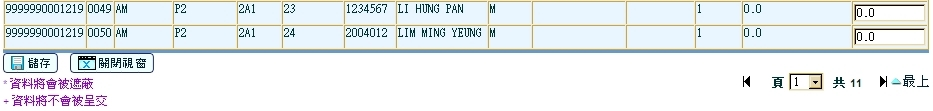 9999990001219 0049 AM P2 2A1 23 1234567 LI HUNG PAN M 1 0.0 0.0
9999990001219 0050 AM P2 2A1 24 2004012 LIM MING YEUNG M 1 0.0 0.0
儲存 關閉視窗
*資料將會被遮蔽 頁 1 共 11 最上
+資料將不會被呈交